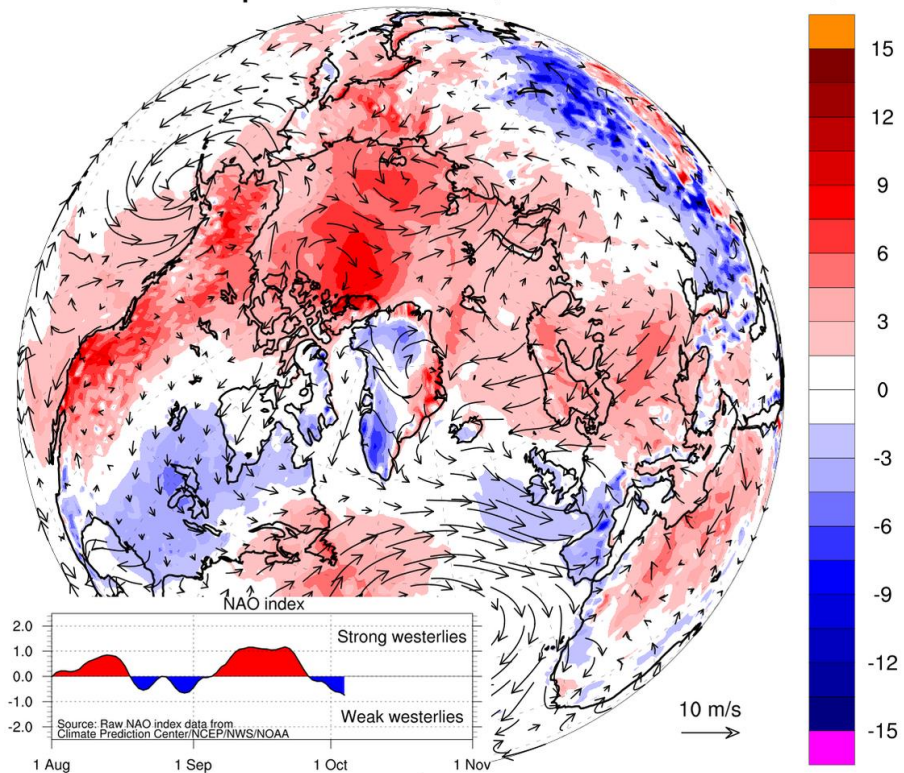 15
12
9
6
3
0
-3
-6
-9
-12
-15
NAO index
2.0
1.0
0.0
-1.0
-2.0
Strong westerlies
Weak westerlies
Source: Raw NAO index data from
Climate Prediction Center/NCEP/NWS/NOAA
1 Aug 1 Sep 1 Oct 1 Nov
10 m/s